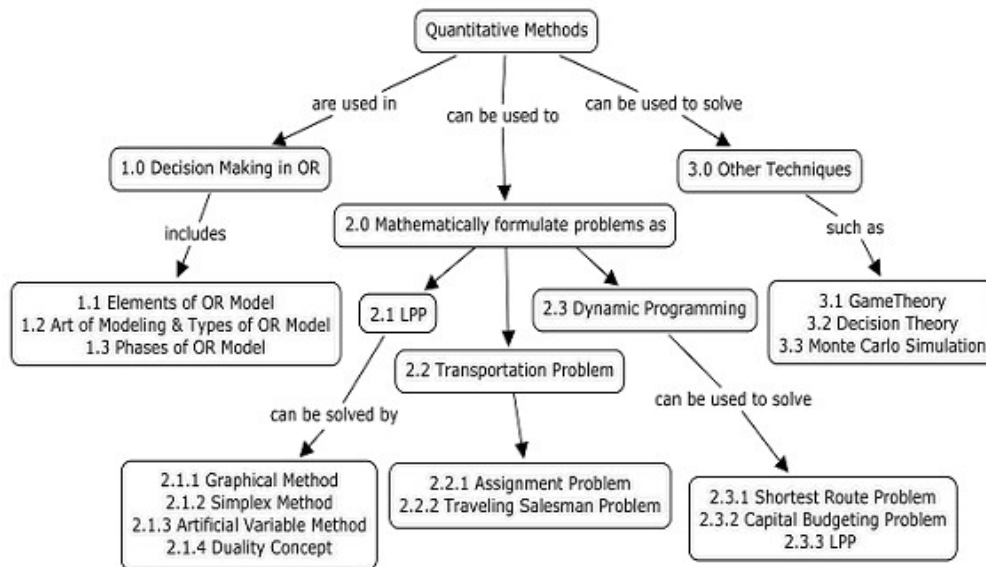 Quantitative Methods
are used in
can be used to
can be used to solve
1.0 Decision Making in OR
3.0 Other Techniques
includes
2.0 Mathematically formulate problems as
such as
1.1 Elements of OR Model
1.2 Art of Modeling & Types of OR Model
1.3 Phases of OR Model
2.1 LPP
2.3 Dynamic Programming
3.1 GameTheory
3.2 Decision Theory
3.3 Monte Carlo Simulation
2.2 Transportation Problem
can be solved by
can be used to solve
2.1.1 Graphical Method
2.1.2 Simplex Method
2.1.3 Artificial Variable Method
2.1.4 Duality Concept
2.2.1 Assignment Problem
2.2.2 Traveling Salesman Problem
2.3.1 Shortest Route Problem
2.3.2 Capital Budgeting Problem
2.3.3 LPP